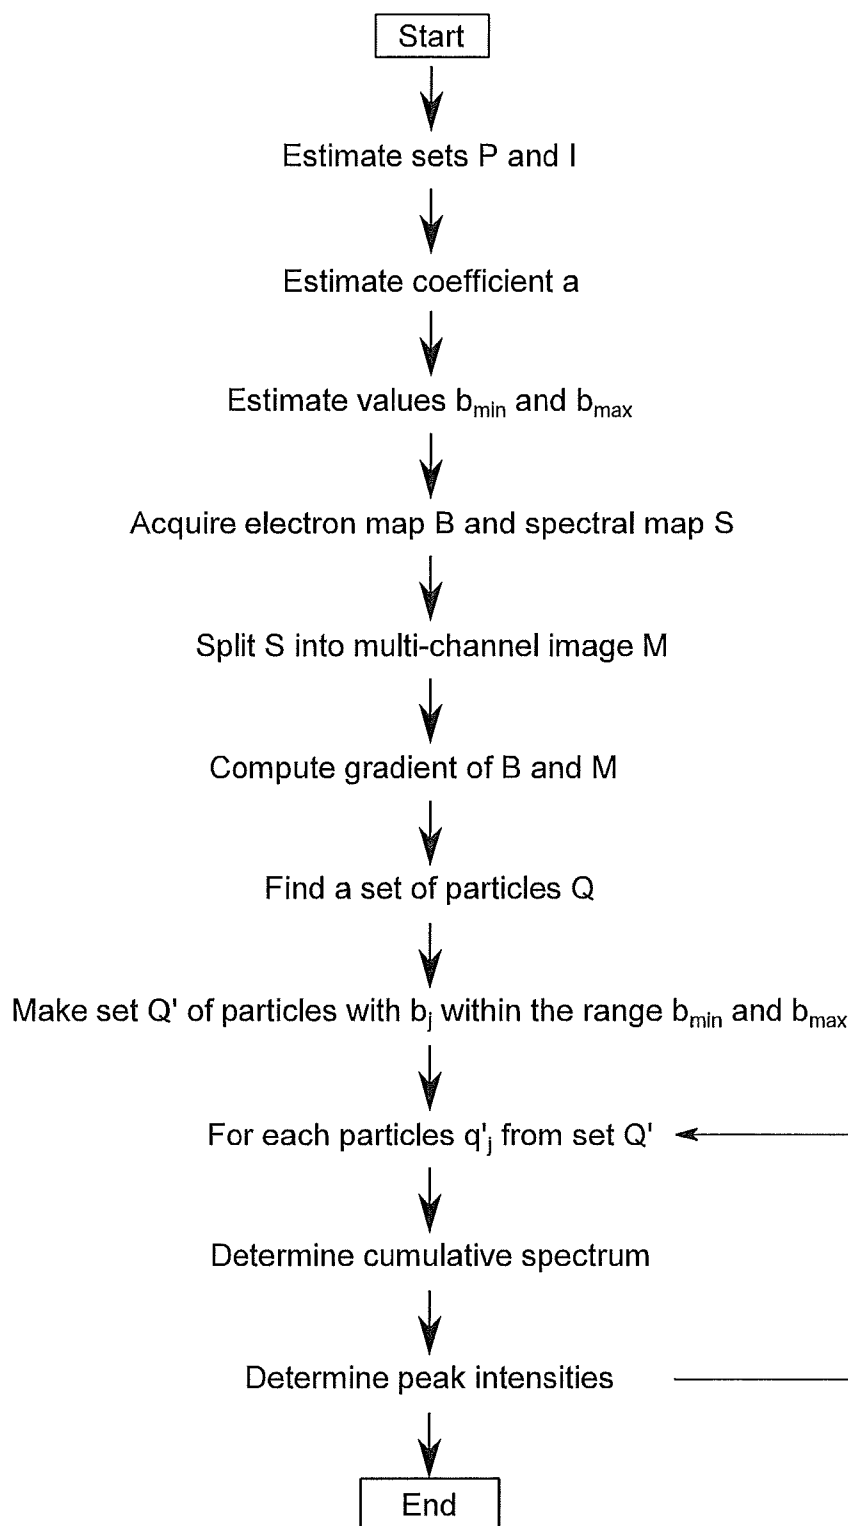 Start
Estimate sets P and I
Estimate coefficient a
Estimate values bmin and bmax
Acquire electron map B and spectral map S
Split S into multi-channel image M
Compute gradient of B and M
Find a set of particles Q
Make set Q' of particles with bj within the range bmin and bmax
For each particles q'j from set Q'
Determine cumulative spectrum
Determine peak intensities
End